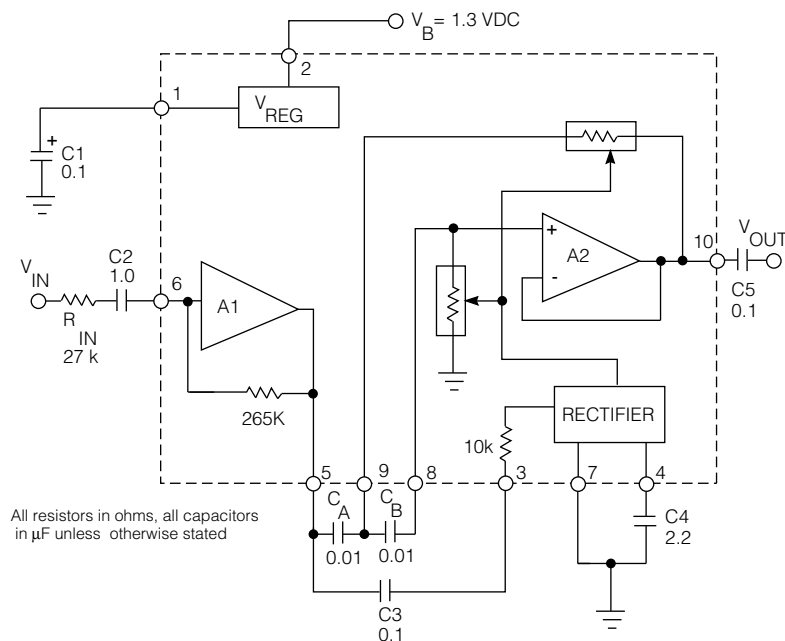 V B = 1.3 VDC
2
1
V REG
+
C1
0.1
C2
1.0
V IN
R IN
27 k
6
A1
265K
+
-
A2
10
V OUT
C5
0.1
RECTIFIER
10k
5
9
8
3
7
4
C A
0.01
C B
0.01
C3
0.1
C4
2.2
All resistors in ohms, all capacitors
in µF unless otherwise stated